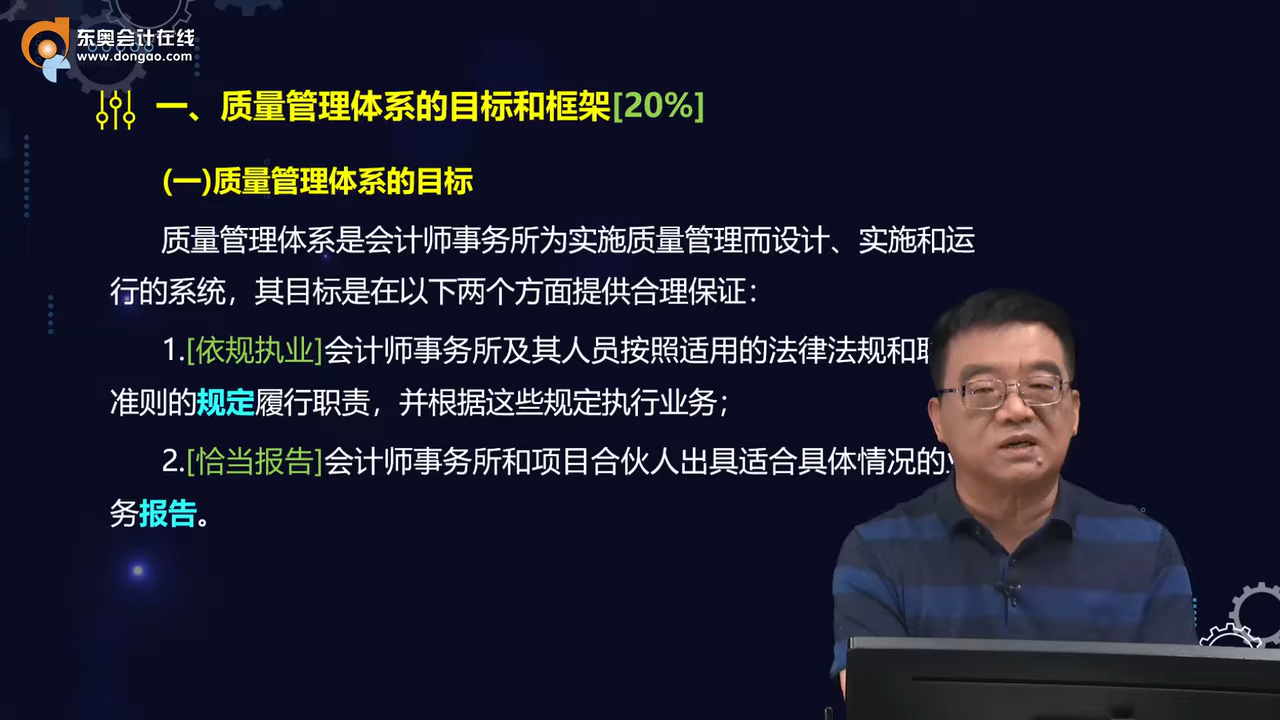 东奥会计在线
www.dongao.com
一、质量管理体系的目标和框架[20%]
(一)质量管理体系的目标
质量管理体系是会计师事务所为实施质量管理而设计、实施和运
行的系统，其目标是在以下两个方面提供合理保证：
1.[依规执业]会计师事务所及其人员按照适用的法律法规和
准则的规定履行职责，并根据这些规定执行业务；
2.[恰当报告]会计师事务所和项目合伙人出具适合具体情况的
务报告。